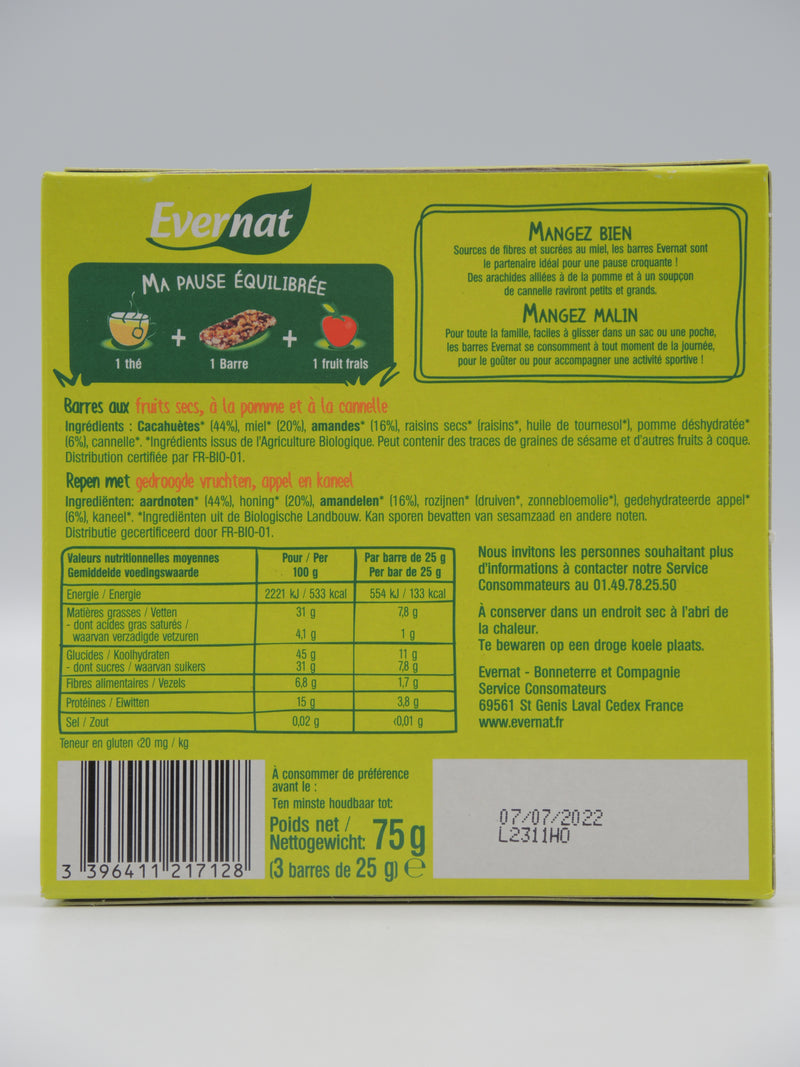 Evernat
MA PAUSE ÉQUILIBRÉE
+
+
1 thé
1 Barre
1 fruit frais
MANGEZ BIEN
Sources de fibres et sucrées au miel, les barres Evernat sont
le partenaire idéal pour une pause croquante !
Des arachides alliées à de la pomme et à un soupçon
de cannelle raviront petits et grands.
MANGEZ MALIN
Pour toute la famille, faciles à glisser dans un sac ou une poche,
les barres Evernat se consomment à tout moment de la journée,
pour le goûter ou pour accompagner une activité sportive !
Barres aux fruits secs, à la pomme et à la cannelle
Ingrédients : Cacahuètes* (44%), miel* (20%), amandes* (16%), raisins secs* (raisins*, huile de tournesol*), pomme déshydratée*
(6%), cannelle*. *Ingrédients issus de l'Agriculture Biologique. Peut contenir des traces de graines de sésame et d'autres fruits à coque.
Distribution certifiée par FR-BIO-01.
Repen met gedroogde vruchten, appel en kaneel
Ingrediënten: aardnoten* (44%), honing* (20%), amandelen* (16%), rozijnen* (druiven*, zonnebloemolie*), gedehydrateerde appel*
(6%), kaneel*. *Ingrediënten uit de Biologische Landbouw. Kan sporen bevatten van sesamzaad en andere noten.
Distributie gecertificeerd door FR-BIO-01.
Valeurs nutritionnelles moyennes
Gemiddelde voedingswaarde
Pour / Per
100 g
Par barre de 25 g
Per bar de 25 g
Energie / Energie 2221 kJ / 533 kcal 554 kJ / 133 kcal
Matières grasses / Vetten 31 g 7,8 g
- dont acides gras saturés /
waarvan verzadigde vetzuren 4,1 g 1 g
Glucides / Koolhydraten 45 g 11 g
- dont sucres / waarvan suikers 31 g 7,8 g
Fibres alimentaires / Vezels 6,8 g 1,7 g
Protéines / Eiwitten 15 g 3,8 g
Sel / Zout 0,02 g <0,01 g
Teneur en gluten <20 mg / kg
Nous invitons les personnes souhaitant plus
d'informations à contacter notre Service
Consommateurs au 01.49.78.25.50
À conserver dans un endroit sec à l'abri de
la chaleur.
Te bewaren op een droge koele plaats.
Evernat - Bonneterre et Compagnie
Service Consomateurs
69561 St Genis Laval Cedex France
www.evernat.fr
3 396411 217128
À consommer de préférence
avant le :
Ten minste houdbaar tot:
Poids net /
Nettogewicht: 75 g
(3 barres de 25 g) e
07/07/2022
L2311HO